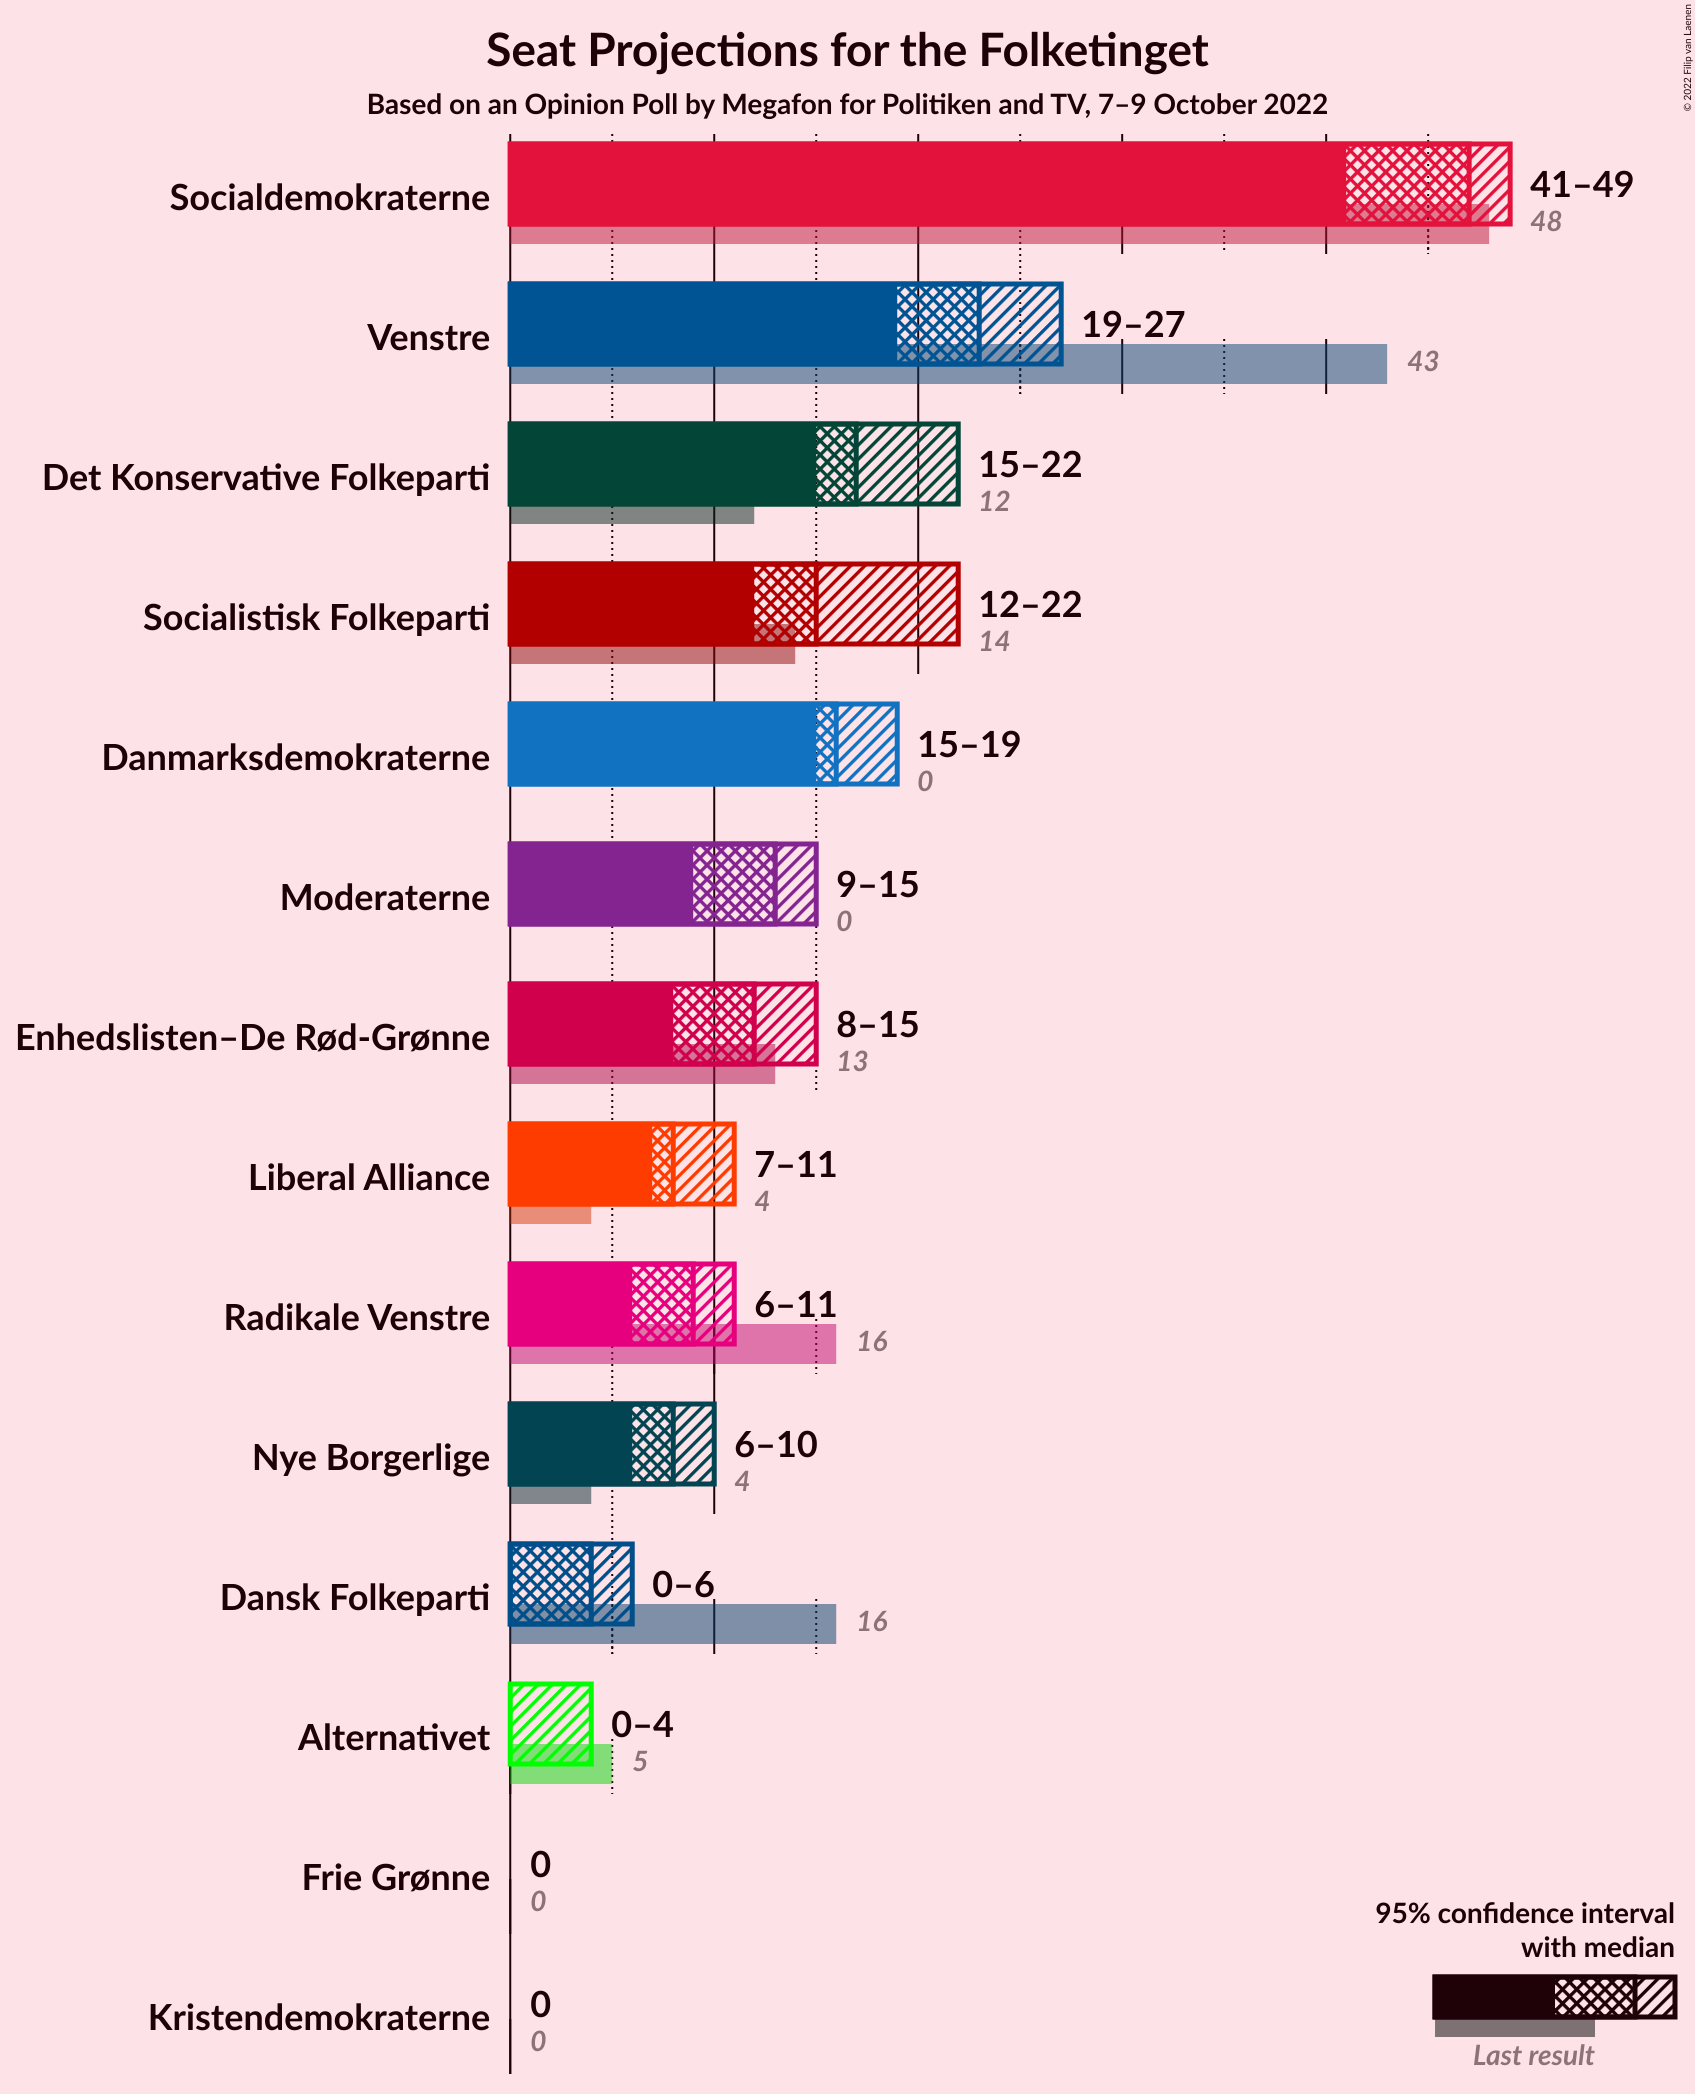 Seat Projections for the Folketinget
Based on an Opinion Poll by Megafon for Politiken and TV, 7–9 October 2022
© 2022 Filip van Laenen
Socialdemokraterne
41–49
48
Venstre
19–27
43
Det Konservative Folkeparti
15–22
12
Socialistisk Folkeparti
12–22
14
Danmarksdemokraterne
15–19
0
Moderaterne
9–15
0
Enhedslisten–De Rød-Grønne
8–15
13
Liberal Alliance
7–11
4
Radikale Venstre
6–11
16
Nye Borgerlige
6–10
4
Dansk Folkeparti
0–6
16
Alternativet
0–4
5
Frie Grønne
0
0
Kristendemokraterne
0
0
95% confidence interval
with median
Last result